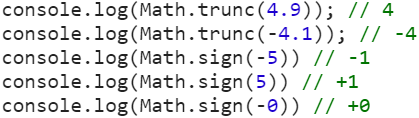 console.log(Math.trunc(4.9)); // 4
console.log(Math.trunc(-4.1)); // -4
console.log(Math.sign(-5)) // -1
console.log(Math.sign(5)) // +1
console.log(Math.sign(-0)) // +0